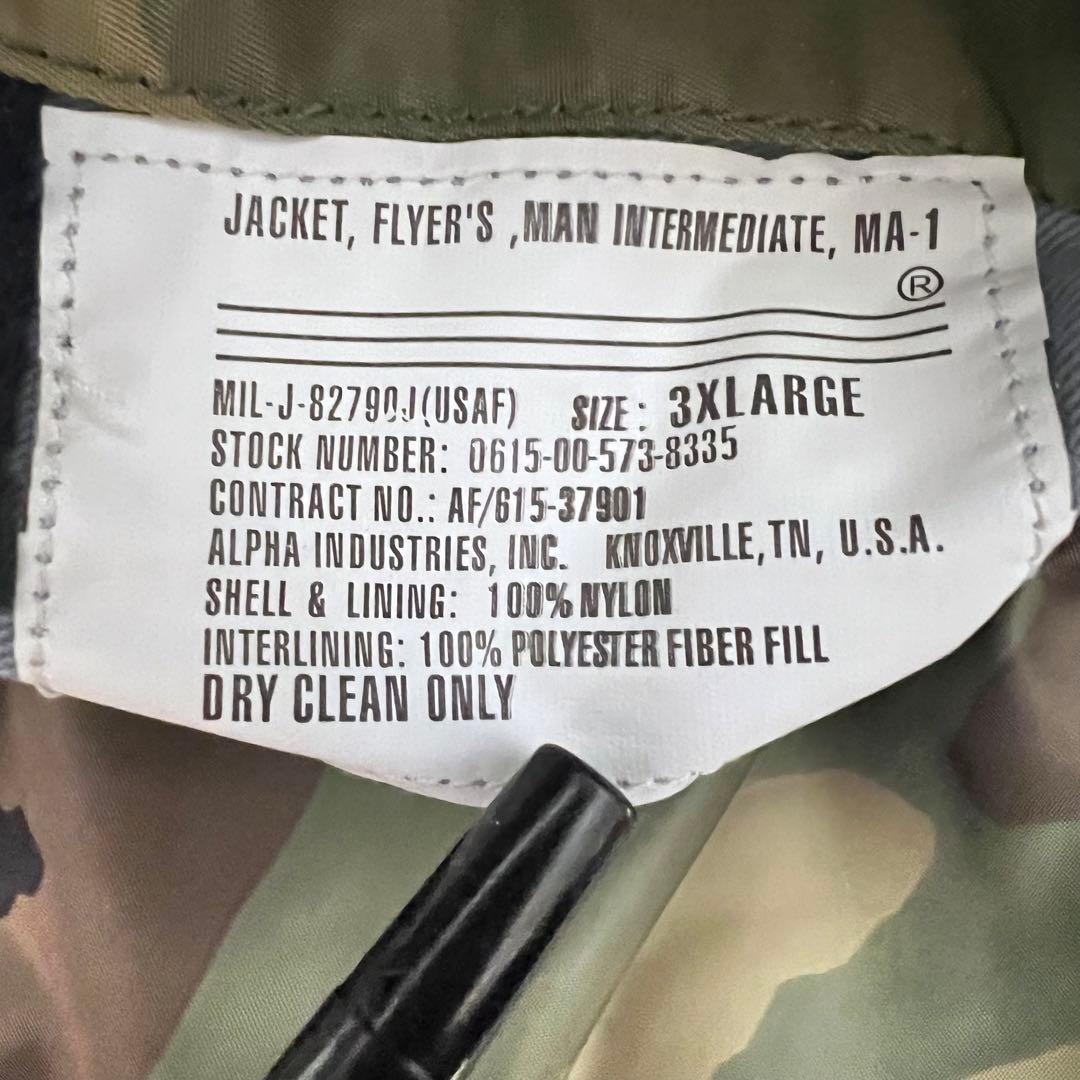 JACKET, FLYER'S ,MAN INTERMEDIATE, MA-1
®
MIL-J-82790J(USAF) SIZE: 3XLARGE
STOCK NUMBER: 0615-00-573-8335
CONTRACT NO.: AF/615-37901
ALPHA INDUSTRIES, INC. KNOXVILLE,TN, U.S.A.
SHELL & LINING: 100% NYLON
INTERLINING: 100% POLYESTER FIBER FILL
DRY CLEAN ONLY